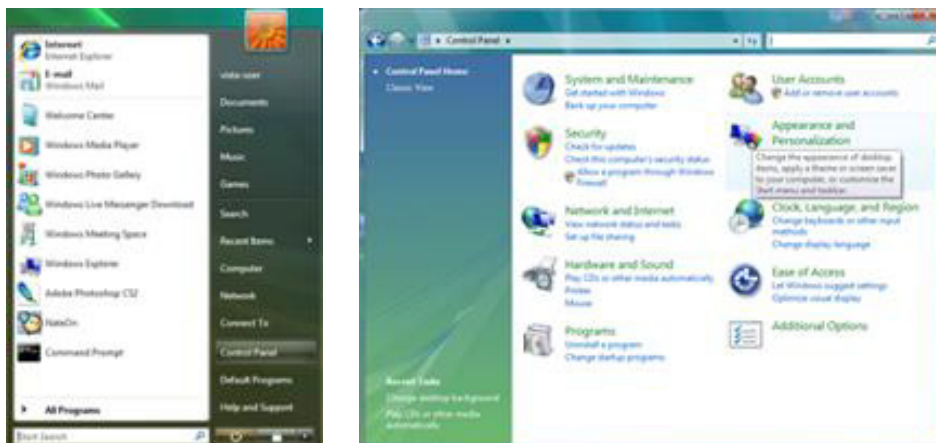 Internet
Internet Explorer
E-mail
Windows Mail
Welcome Center
Windows Media Player
Windows Photo Gallery
Windows Live Messenger Download
Windows Meeting Space
Windows Explorer
Adobe Photoshop CS2
NateOn
Command Prompt
All Programs
Start Search
vista user
Documents
Pictures
Music
Games
Search
Recent Items
Computer
Network
Connect To
Control Panel
Default Programs
Help and Support
Control Panel
Control Panel Home
Classic View
System and Maintenance
Get started with Windows
Back up your computer
Security
Check for updates
Check this computer's security status
Allow a program through Windows
Firewall
Network and Internet
View network status and tasks
Set up file sharing
Hardware and Sound
Play CDs or other media automatically
Printer
Mouse
Programs
Uninstall a program
Change startup programs
User Accounts
Add or remove user accounts
Appearance and
Personalization
Change the appearance of desktop
items, apply a theme or screen saver
to your computer, or customize the
Start menu and taskbar.
Clock, Language, and Region
Change keyboards or other input
methods
Change display language
Ease of Access
Let Windows suggest settings
Optimize visual display
Additional Options
Recent Tasks
Change desktop background
Play CDs or other media
automatically